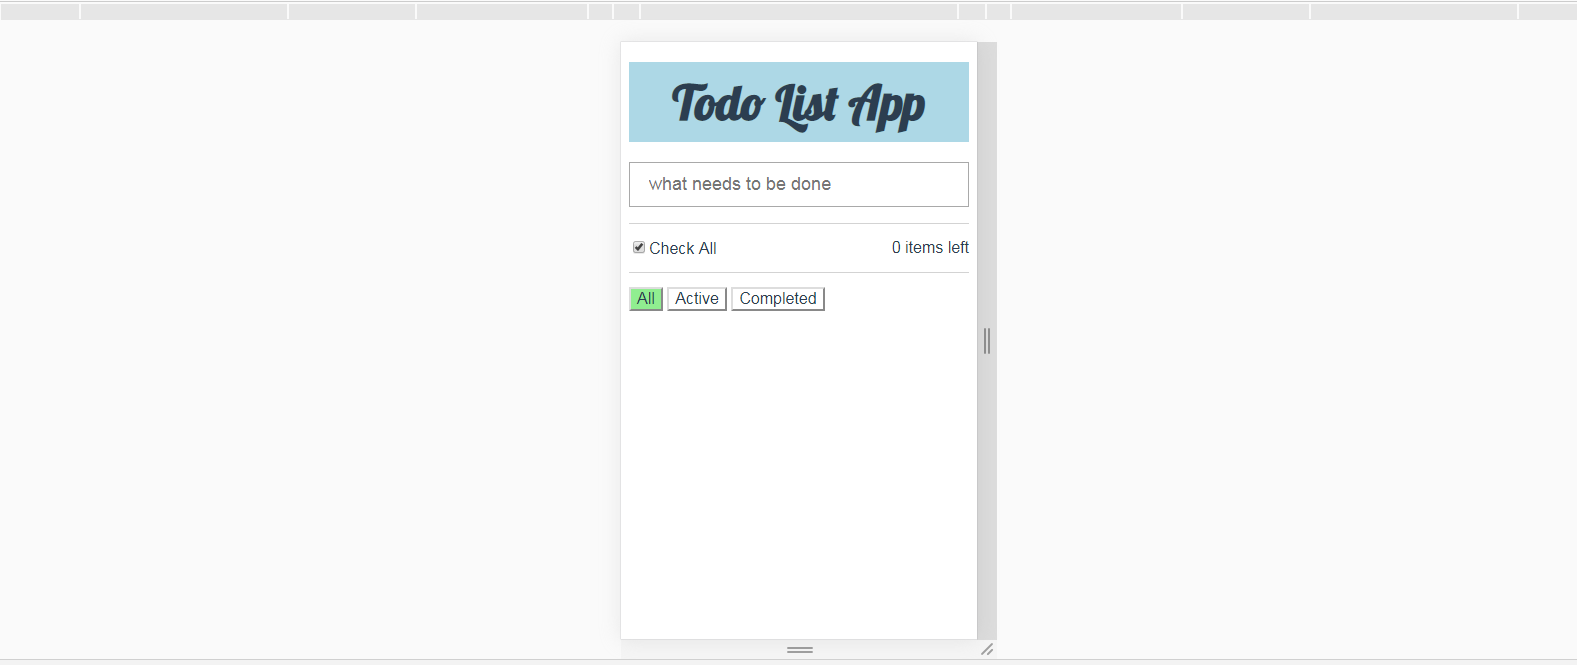 Todo List App
what needs to be done
Check All 0 items left
All Active Completed